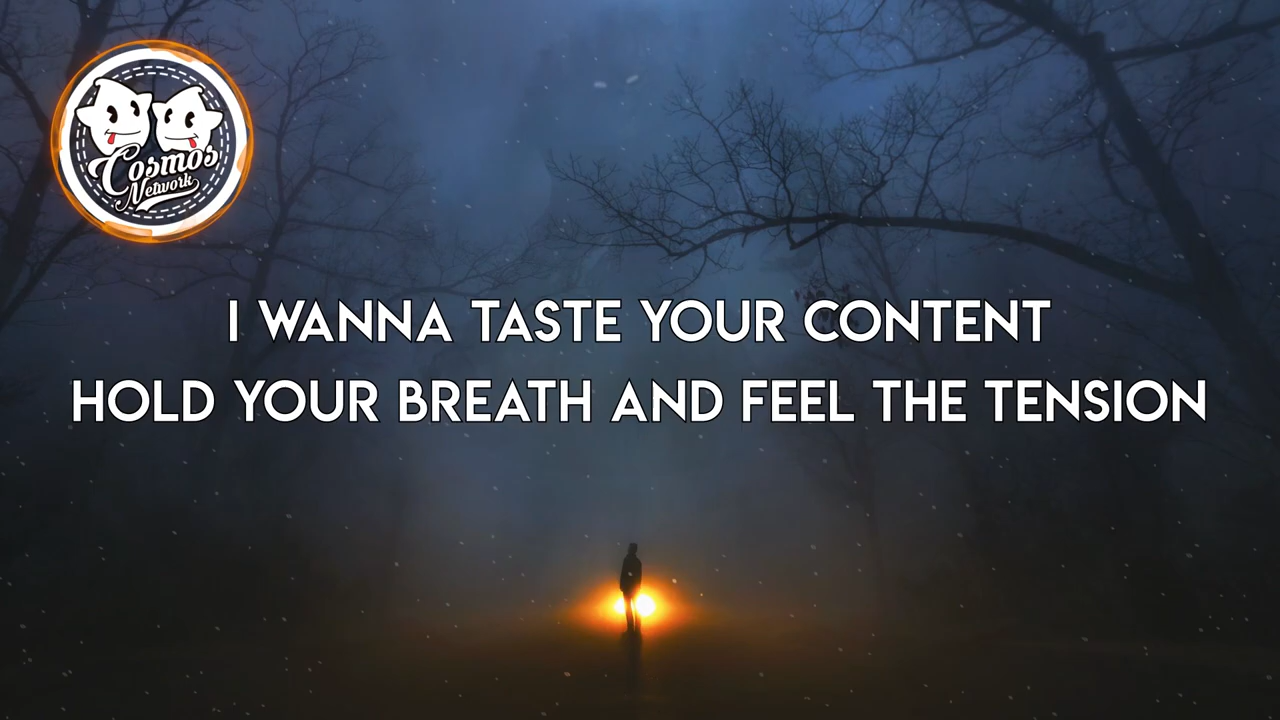 Cosmos
Network
I WANNA TASTE YOUR CONTENT
HOLD YOUR BREATH AND FEEL THE TENSION